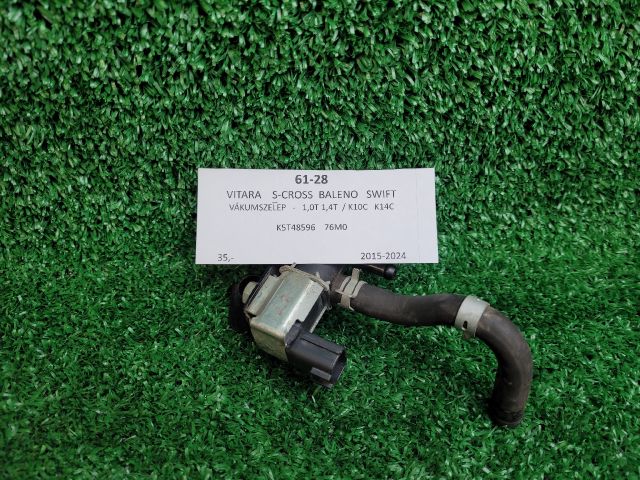 61-28
VITARA S-CROSS BALENO SWIFT
VÁKUMSZELEP - 1,0T 1,4T / K10C K14C
K5T48596 76M0
35,- 2015-2024